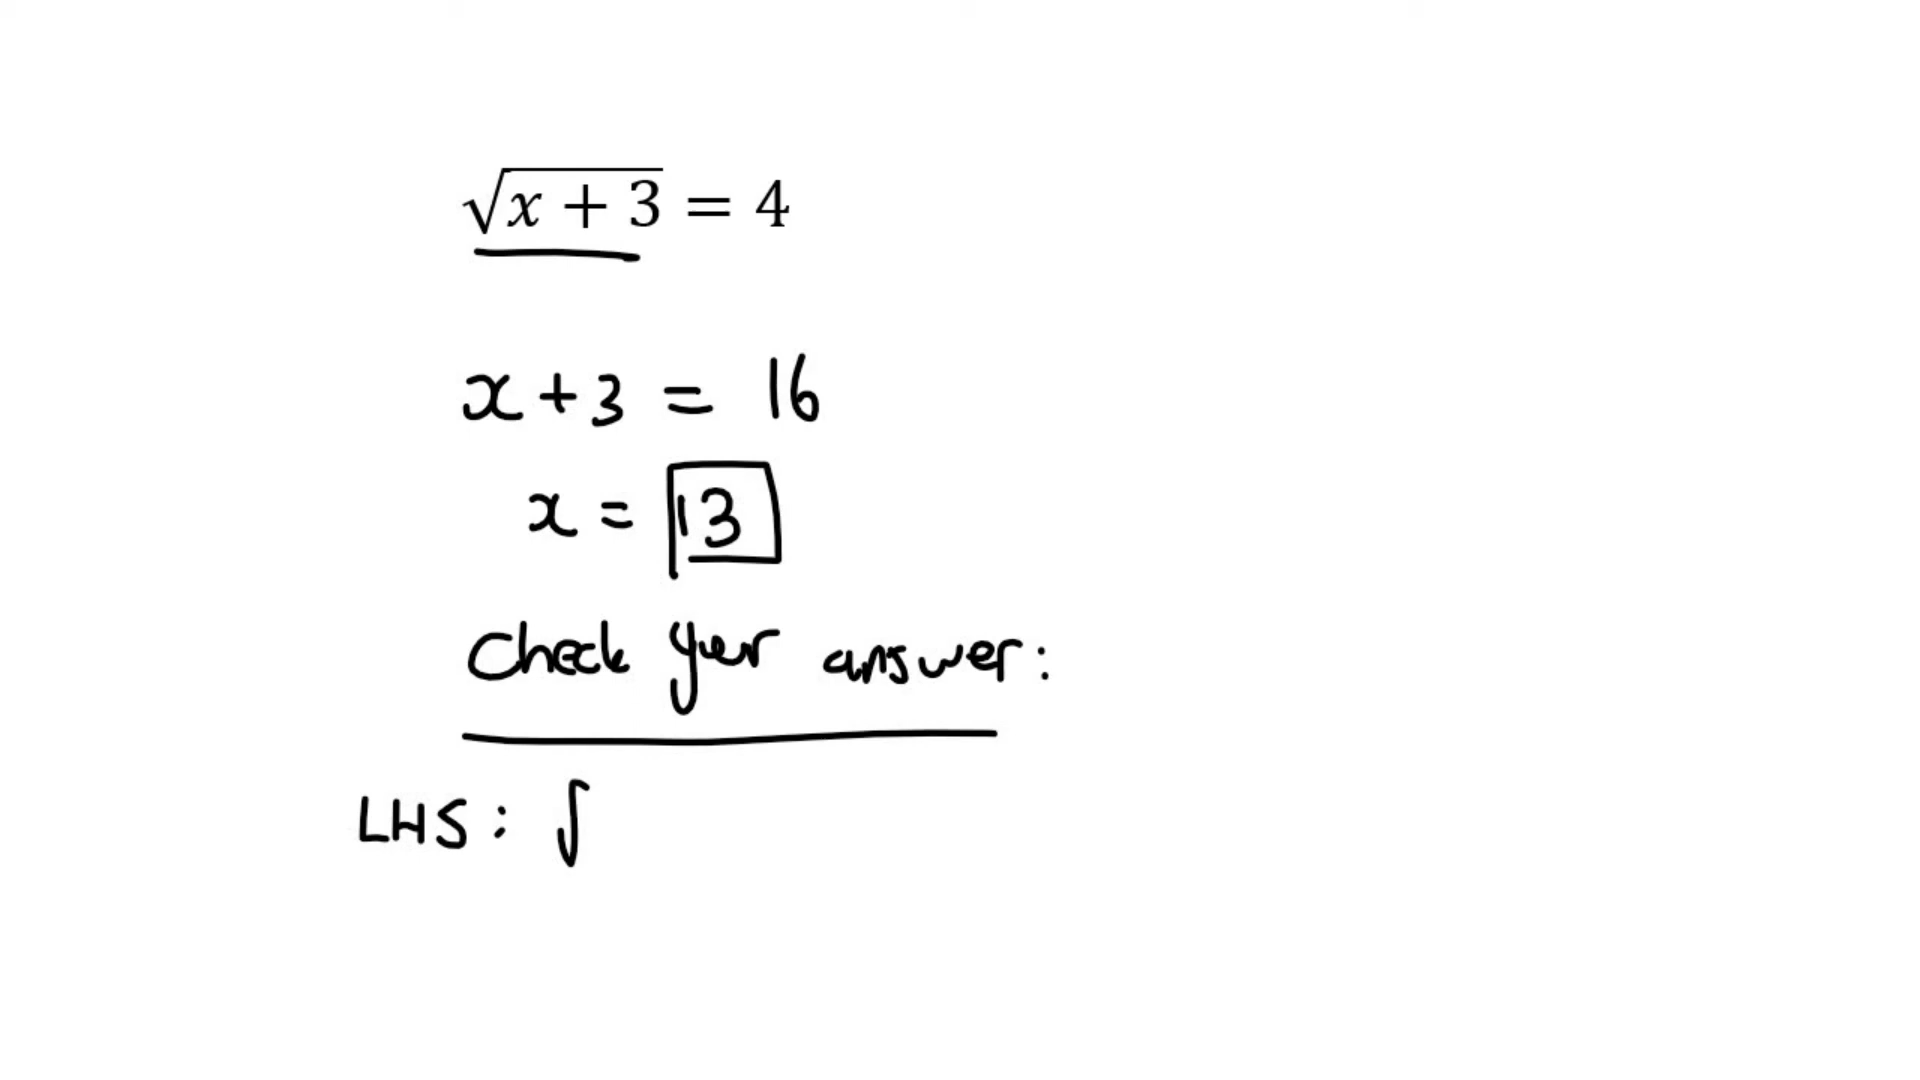 √x + 3 = 4
x + 3 = 16
x = 13
Check your answer:
LHS : √